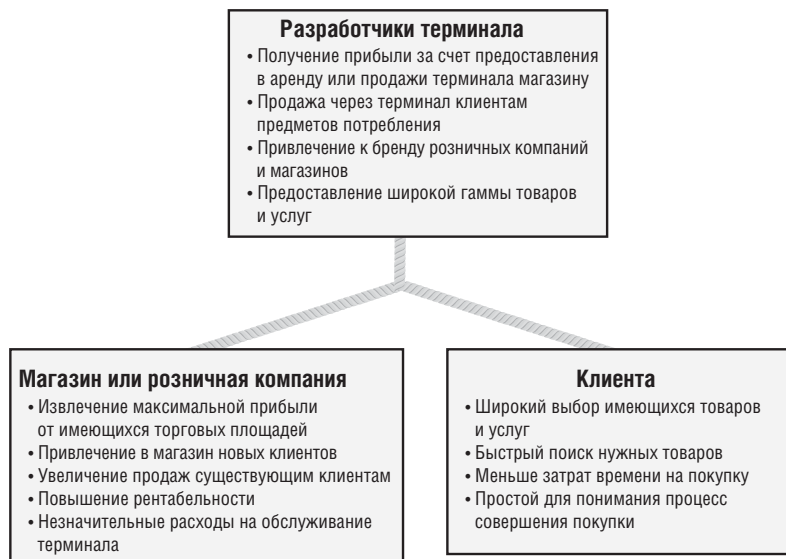 Разработчики терминала
• Получение прибыли за счет предоставления
в аренду или продажи терминала магазину
• Продажа через терминал клиентам
предметов потребления
• Привлечение к бренду розничных компаний
и магазинов
• Предоставление широкой гаммы товаров
и услуг
Магазин или розничная компания
• Извлечение максимальной прибыли
от имеющихся торговых площадей
• Привлечение в магазин новых клиентов
• Увеличение продаж существующим клиентам
• Повышение рентабельности
• Незначительные расходы на обслуживание
терминала
Клиента
• Широкий выбор имеющихся товаров
и услуг
• Быстрый поиск нужных товаров
• Меньше затрат времени на покупку
• Простой для понимания процесс
совершения покупки